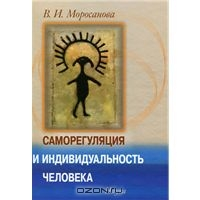 В. И. Моросанова
САМОРЕГУЛЯЦИЯ
И ИНДИВИДУАЛЬНОСТЬ
ЧЕЛОВЕКА
OZON.ru